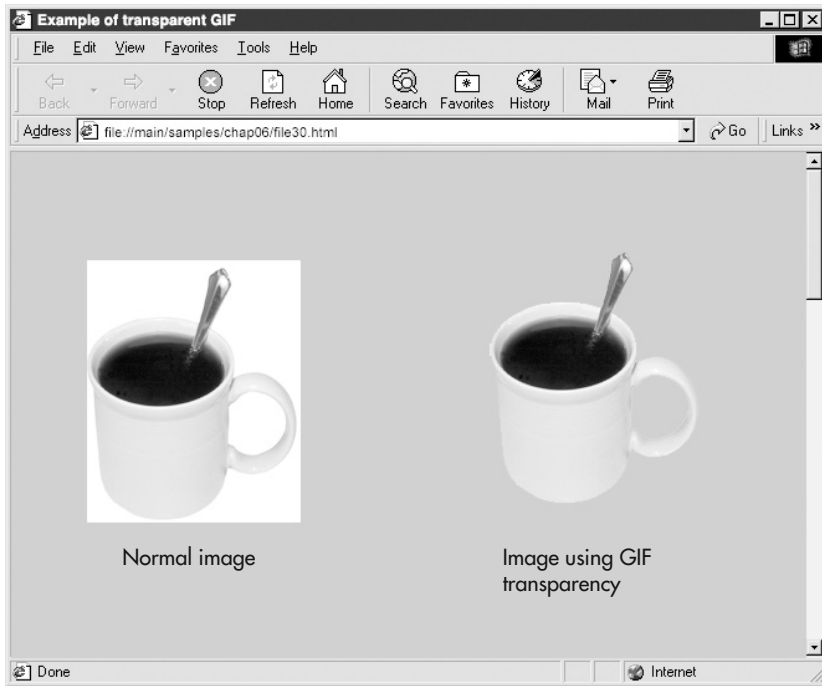 Example of transparent GIF
File Edit View Favorites Tools Help
Back Forward Stop Refresh Home Search Favorites History Mail Print
Address file://main/samples/chap06/file30.html Go Links »
Normal image
Image using GIF
transparency
Done Internet